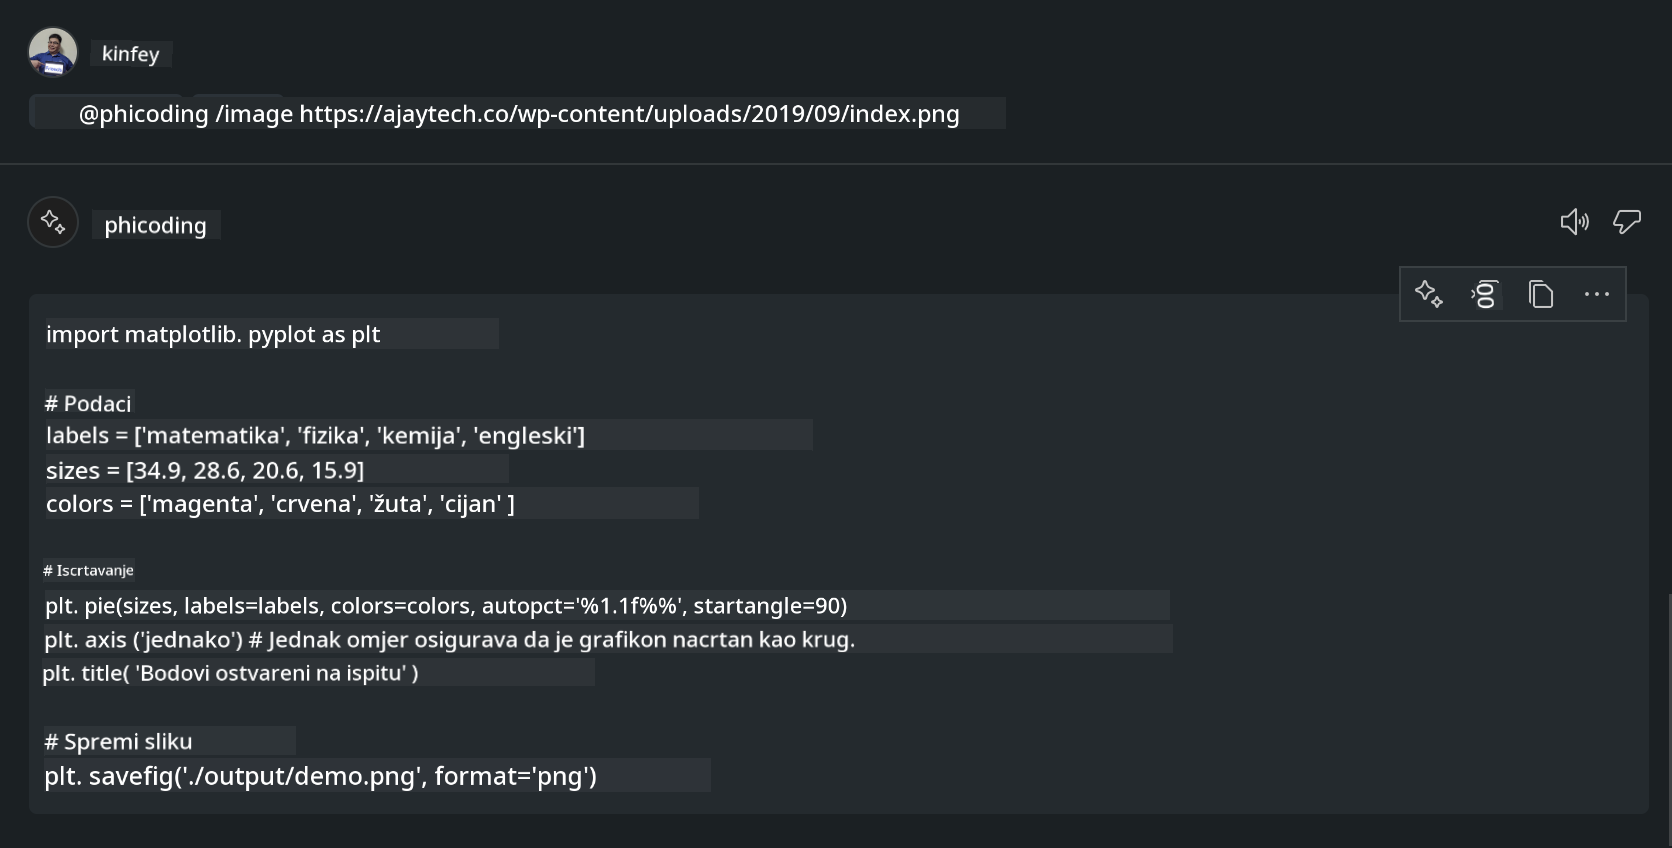 kinfey
@phicoding /image https://ajaytech.co/wp-content/uploads/2019/09/index.png
phicoding
import matplotlib. pyplot as plt
# Podaci
labels = ['matematika', 'fizika', 'kemija', 'engleski']
sizes = [34.9, 28.6, 20.6, 15.9]
colors = ['magenta', 'crvena', 'žuta', 'cijan' ]
# Iscrtavanje
plt. pie(sizes, labels=labels, colors=colors, autopct='%1.1f%%', startangle=90)
plt. axis ('jednako') # Jednak omjer osigurava da je grafikon nacrtan kao krug.
plt. title( 'Bodovi ostvareni na ispitu' )
# Spremi sliku
plt. savefig('./output/demo.png', format='png')